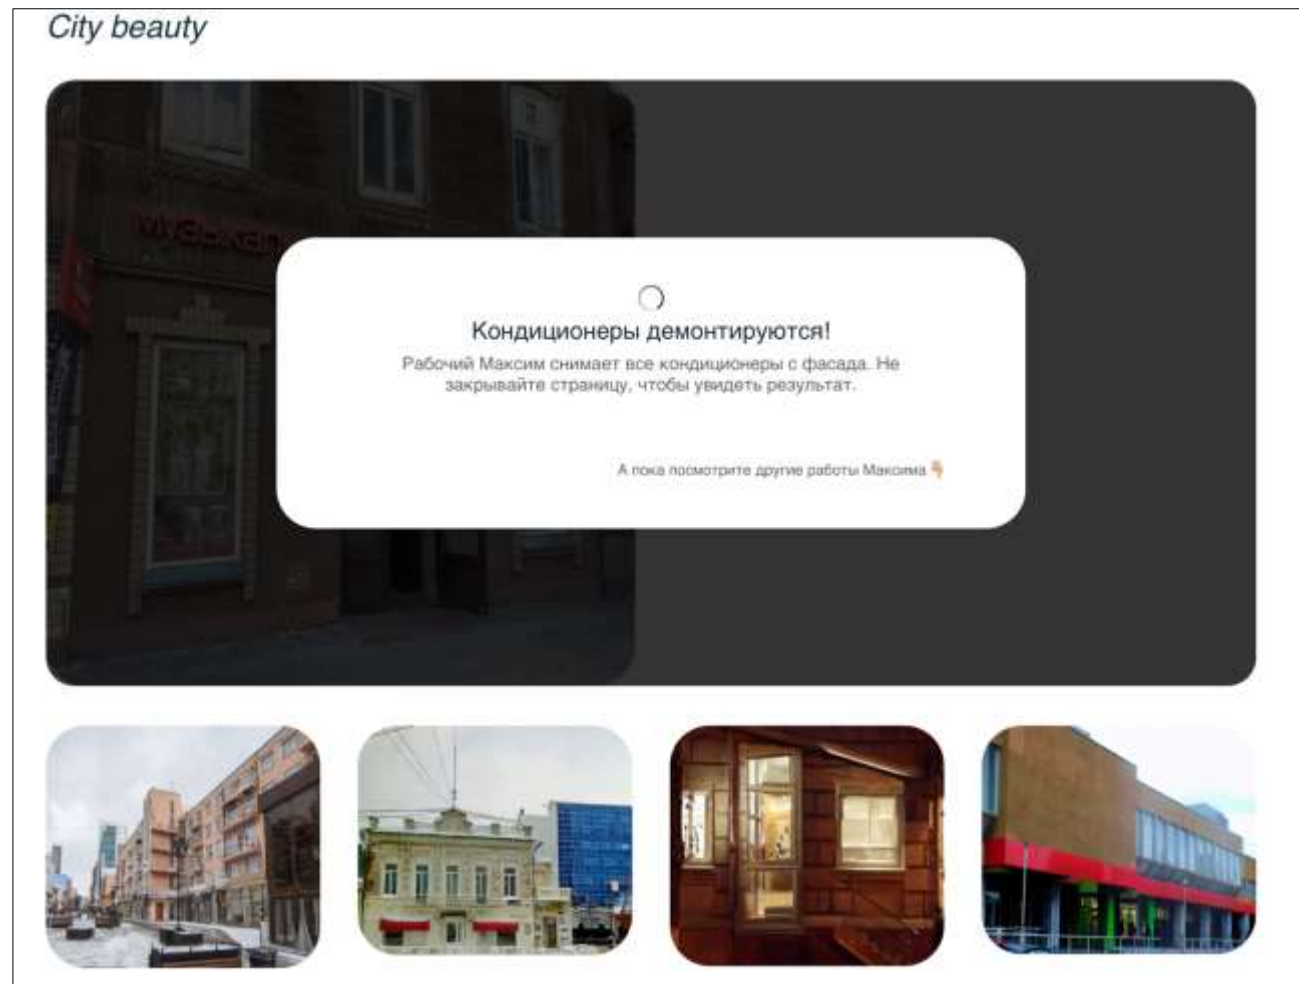 City beauty
Кондиционеры демонтируются!
Рабочий Максим снимает все кондиционеры с фасада. Не
закрывайте страницу, чтобы увидеть результат.
А пока посмотрите другие работы Максима 👇